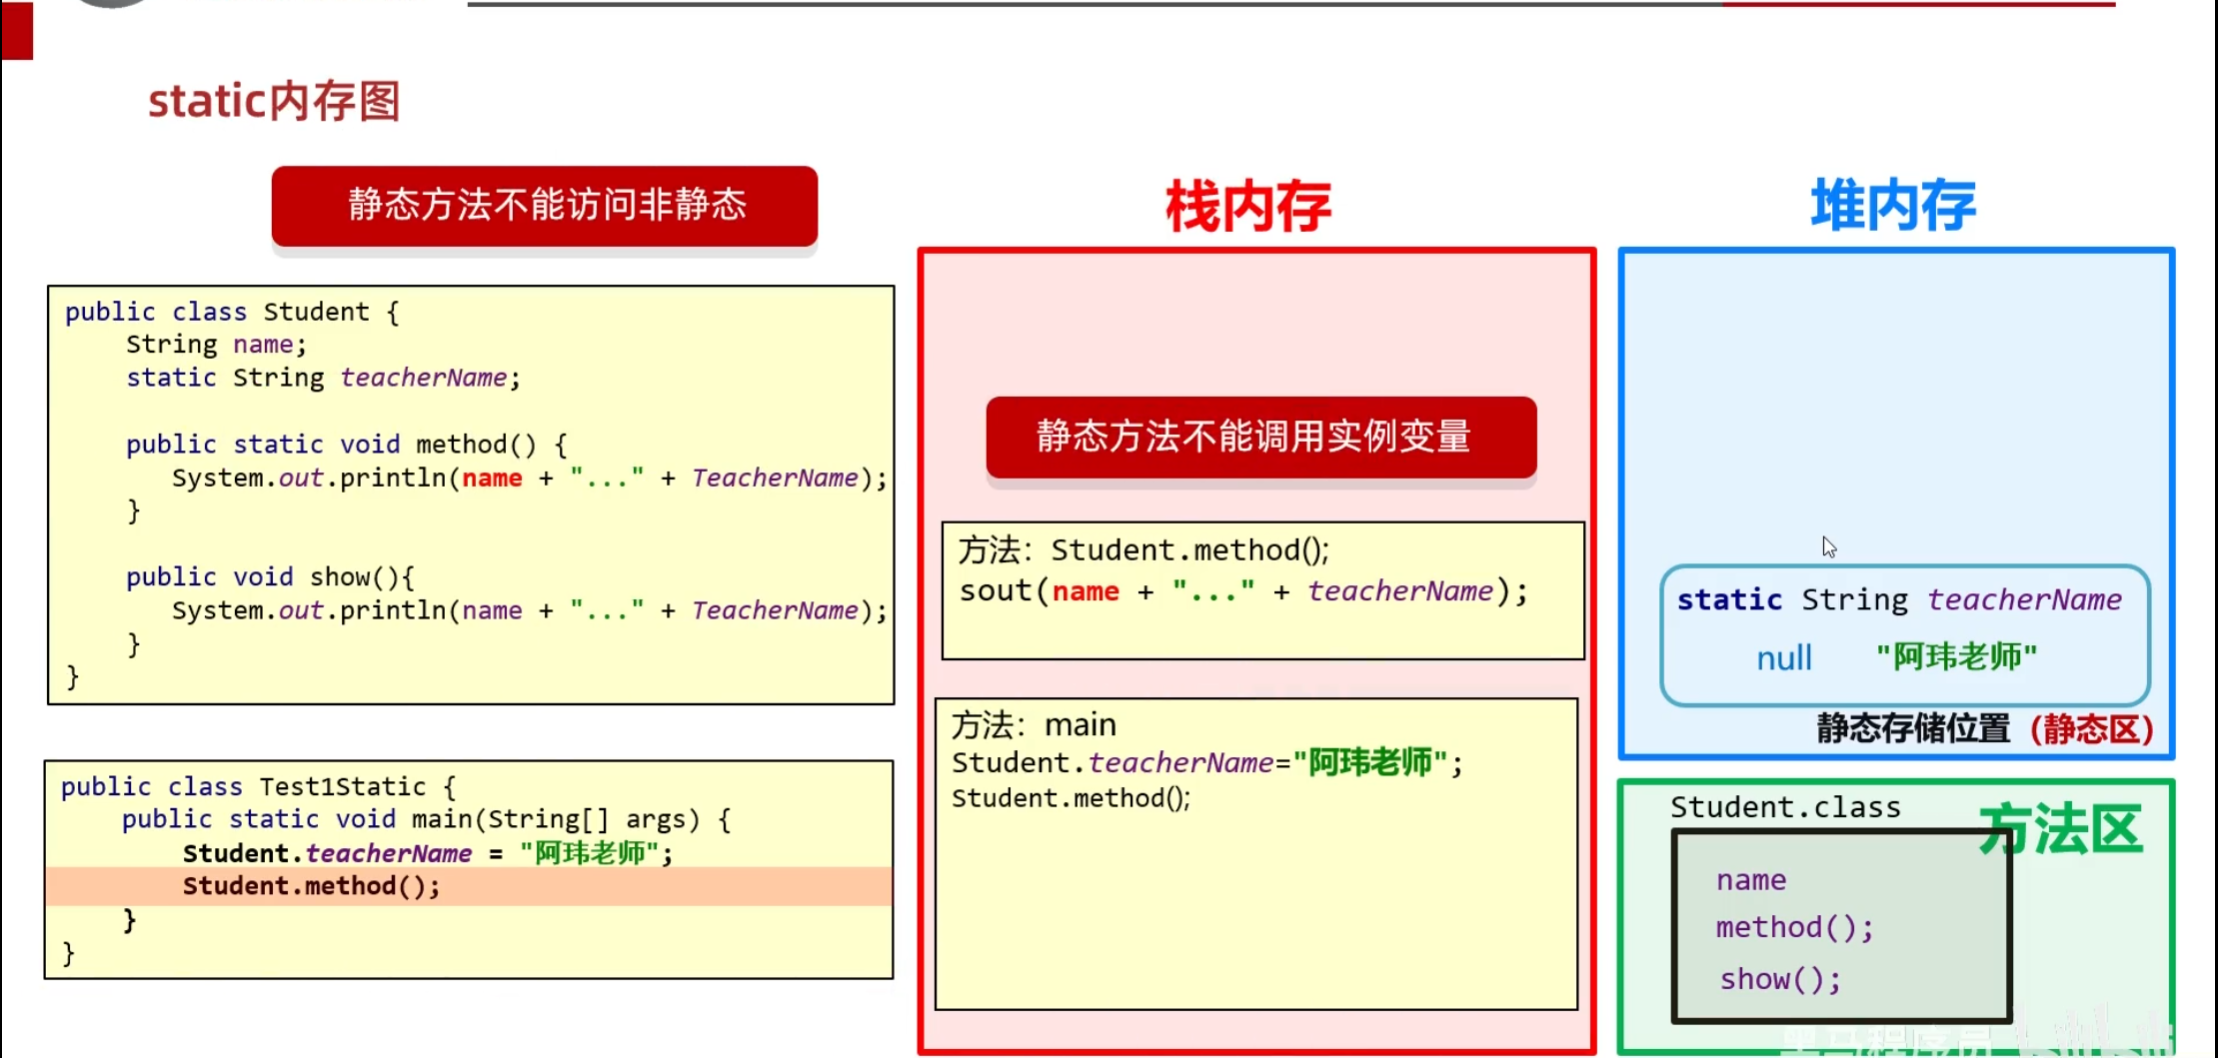 static内存图
静态方法不能访问非静态
public class Student {
String name;
static String teacherName;
public static void method() {
System.out.println(name + "..." + TeacherName);
}
public void show(){
System.out.println(name + "..." + TeacherName);
}
}
public class Test1Static {
public static void main(String[] args) {
Student.teacherName = "阿玮老师";
Student.method();
}
}
栈内存
静态方法不能调用实例变量
方法：Student.method();
sout(name + "..." + teacherName);
方法：main
Student.teacherName="阿玮老师";
Student.method();
堆内存
static String teacherName
null "阿玮老师"
静态存储位置（静态区）
Student.class
方法区
name
method();
show();